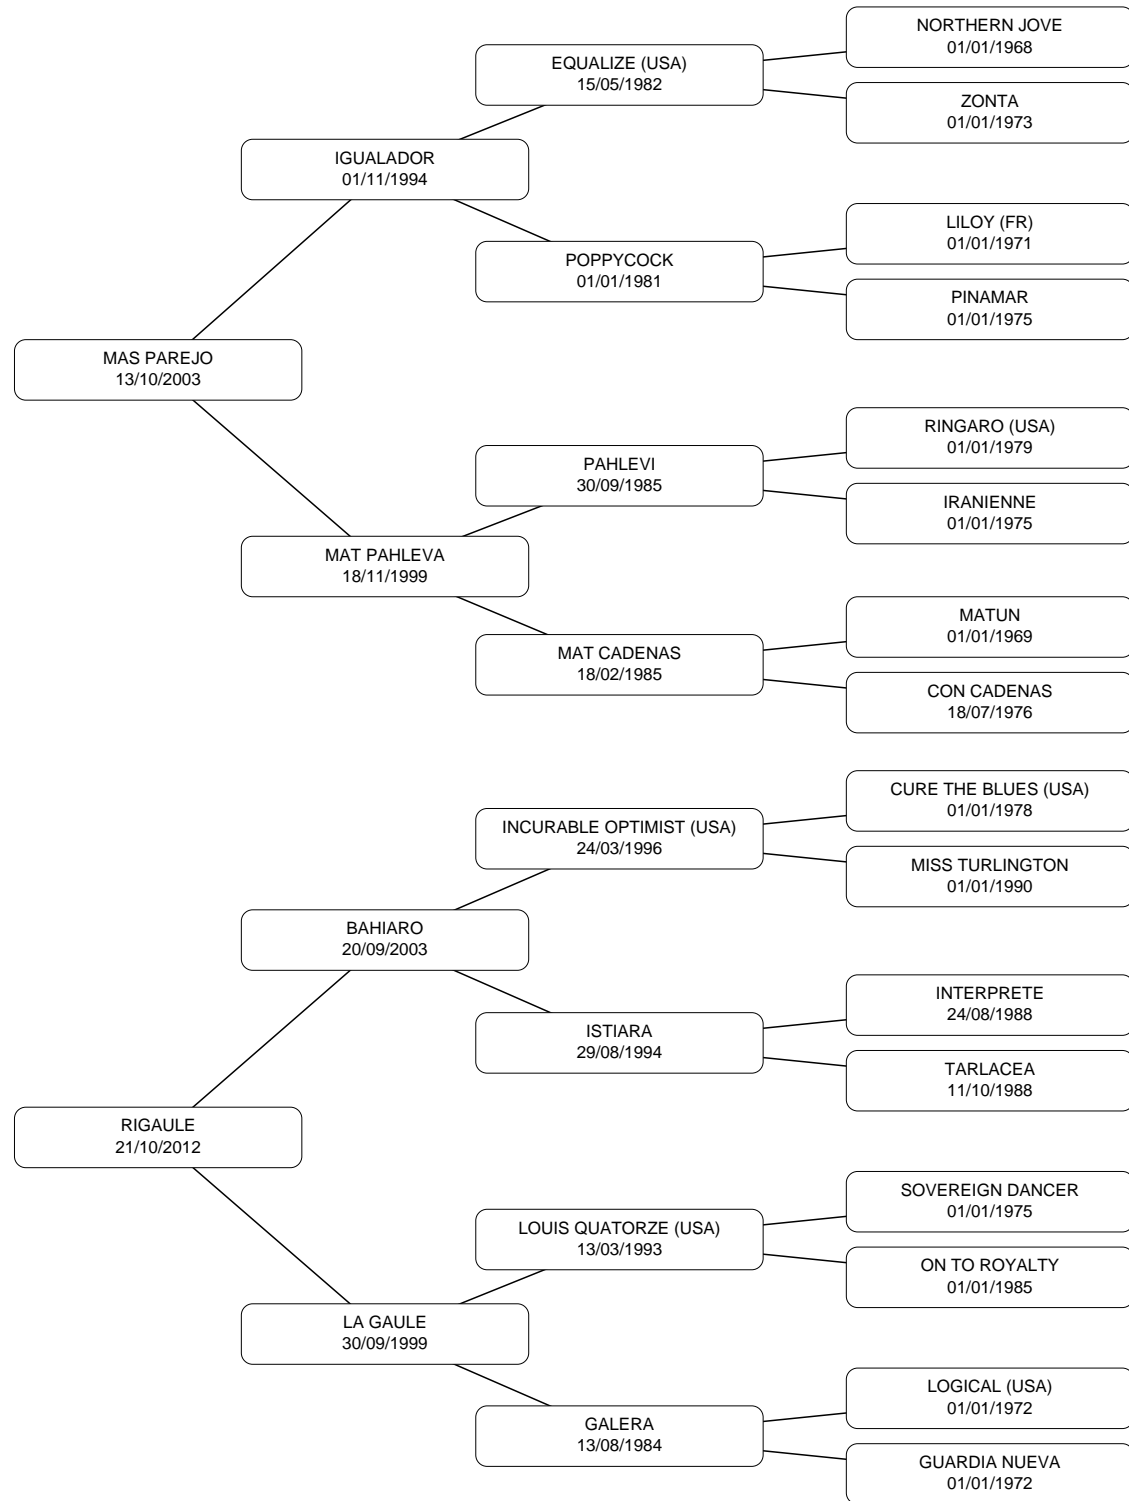 NORTHERN JOVE
01/01/1968
EQUALIZE (USA)
15/05/1982
ZONTA
01/01/1973
IGUALADOR
01/11/1994
LILOY (FR)
01/01/1971
POPPYCOCK
01/01/1981
PINAMAR
01/01/1975
MAS PAREJO
13/10/2003
RINGARO (USA)
01/01/1979
PAHLEVI
30/09/1985
IRANIENNE
01/01/1975
MAT PAHLEVA
18/11/1999
MATUN
01/01/1969
MAT CADENAS
18/02/1985
CON CADENAS
18/07/1976
CURE THE BLUES (USA)
01/01/1978
INCURABLE OPTIMIST (USA)
24/03/1996
MISS TURLINGTON
01/01/1990
BAHIARO
20/09/2003
INTERPRETE
24/08/1988
ISTIARA
29/08/1994
TARLACEA
11/10/1988
RIGAULE
21/10/2012
SOVEREIGN DANCER
01/01/1975
LOUIS QUATORZE (USA)
13/03/1993
ON TO ROYALTY
01/01/1985
LA GAULE
30/09/1999
LOGICAL (USA)
01/01/1972
GALERA
13/08/1984
GUARDIA NUEVA
01/01/1972